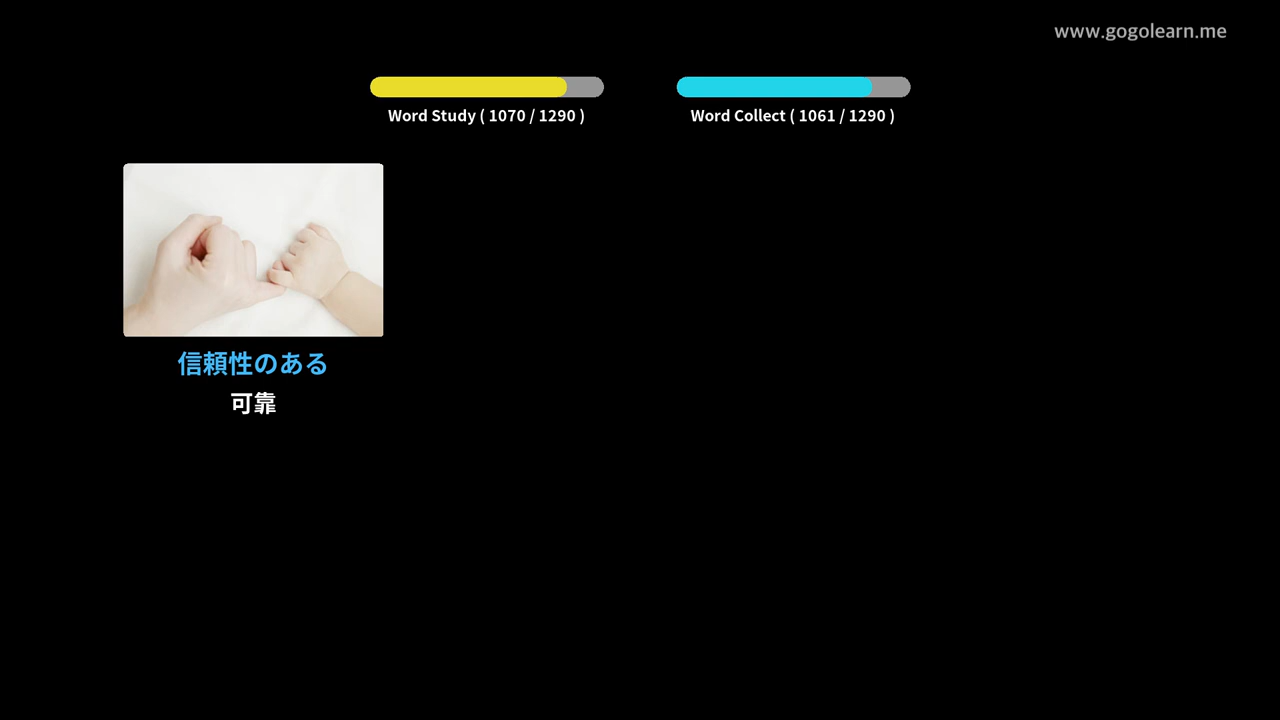 www.gogolearn.me
Word Study ( 1070 / 1290 )
Word Collect ( 1061 / 1290 )
信頼性のある
可靠